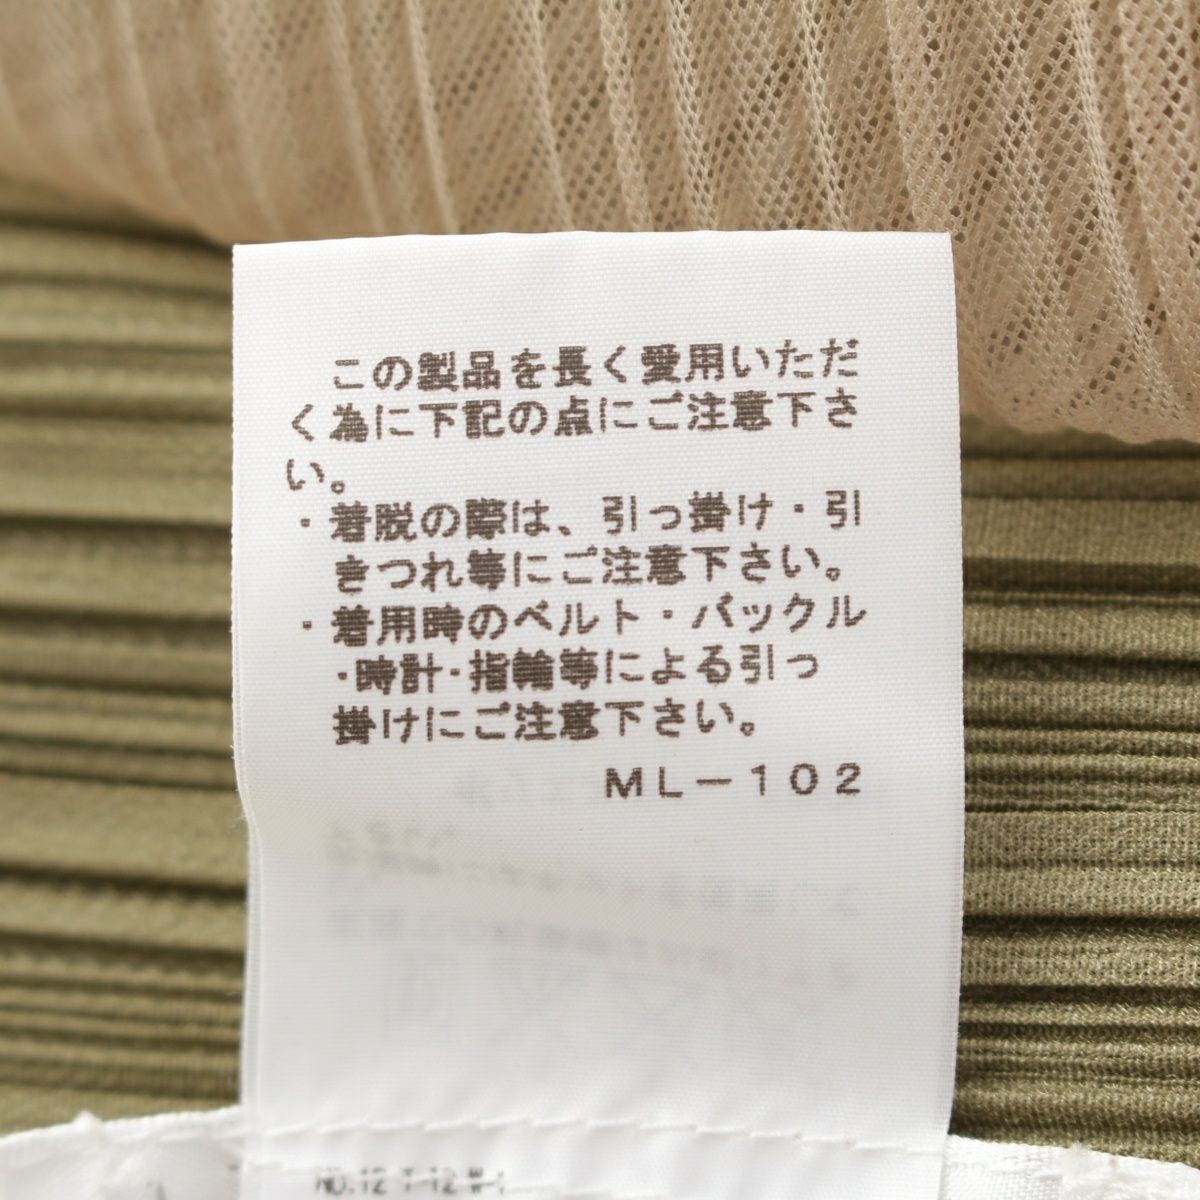 この製品を長く愛用いただ
く為に下記の点にご注意下さ
い。
・着脱の際は、引っ掛け・引
きつれ等にご注意下さい。
・着用時のベルト・バックル
・時計・指輪等による引っ
掛けにご注意下さい。
ML－102
NO.12 T-12 W-1